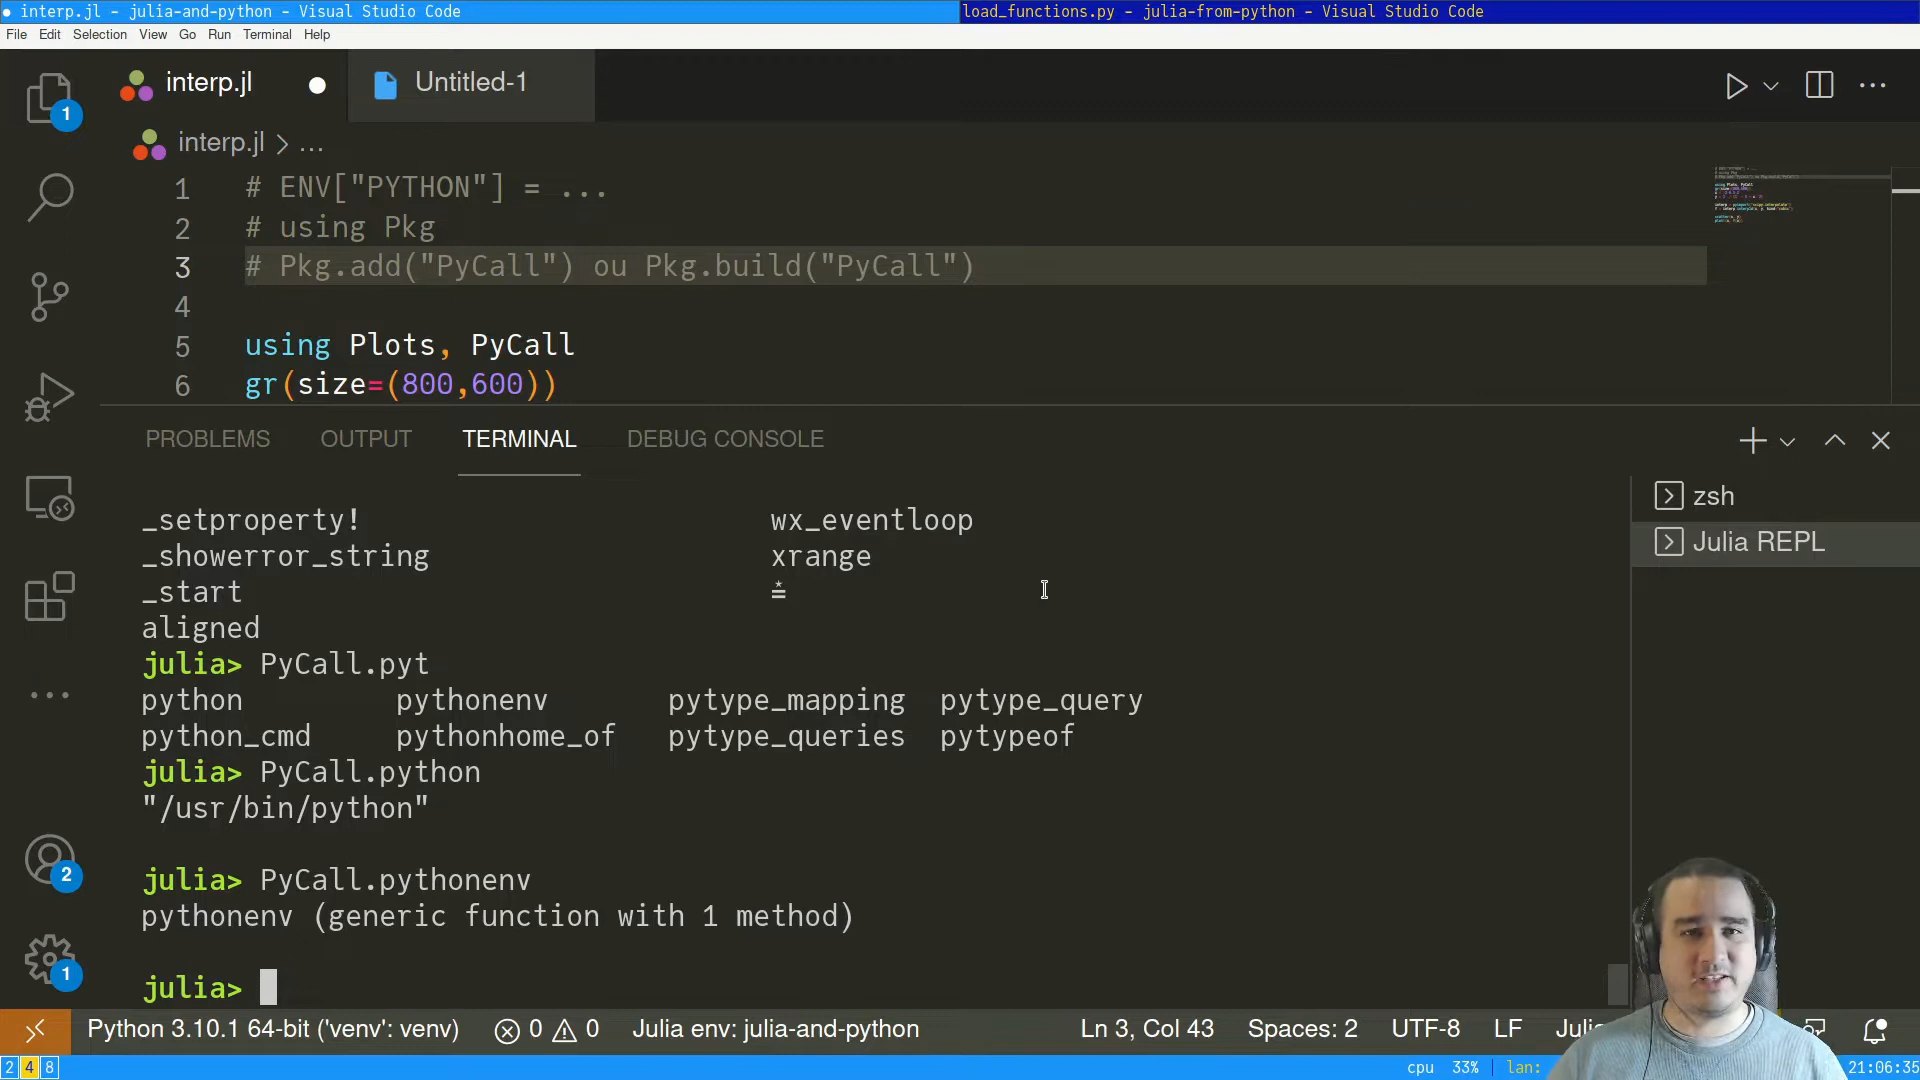 interp.jl - julia-and-python - Visual Studio Code
load_functions.py - julia-from-python - Visual Studio Code
File Edit Selection View Go Run Terminal Help
interp.jl
Untitled-1
1
interp.jl > ...
1 # ENV["PYTHON"] = ...
2 # using Pkg
3 # Pkg.add("PyCall") ou Pkg.build("PyCall")
4
5 using Plots, PyCall
6 gr(size=(800,600))
PROBLEMS OUTPUT TERMINAL DEBUG CONSOLE
zsh
Julia REPL
_setproperty! wx_eventloop
_showerror_string xrange
_start ≛
aligned
julia> PyCall.pyt
python pythonenv pytype_mapping pytype_query
python_cmd pythonhome_of pytype_queries pytypeof
julia> PyCall.python
"/usr/bin/python"
julia> PyCall.pythonenv
pythonenv (generic function with 1 method)
julia>
2
1
Python 3.10.1 64-bit ('venv': venv) 0 0 Julia env: julia-and-python Ln 3, Col 43 Spaces: 2 UTF-8 LF
2 4 8 cpu 33% lan: 21:06:35